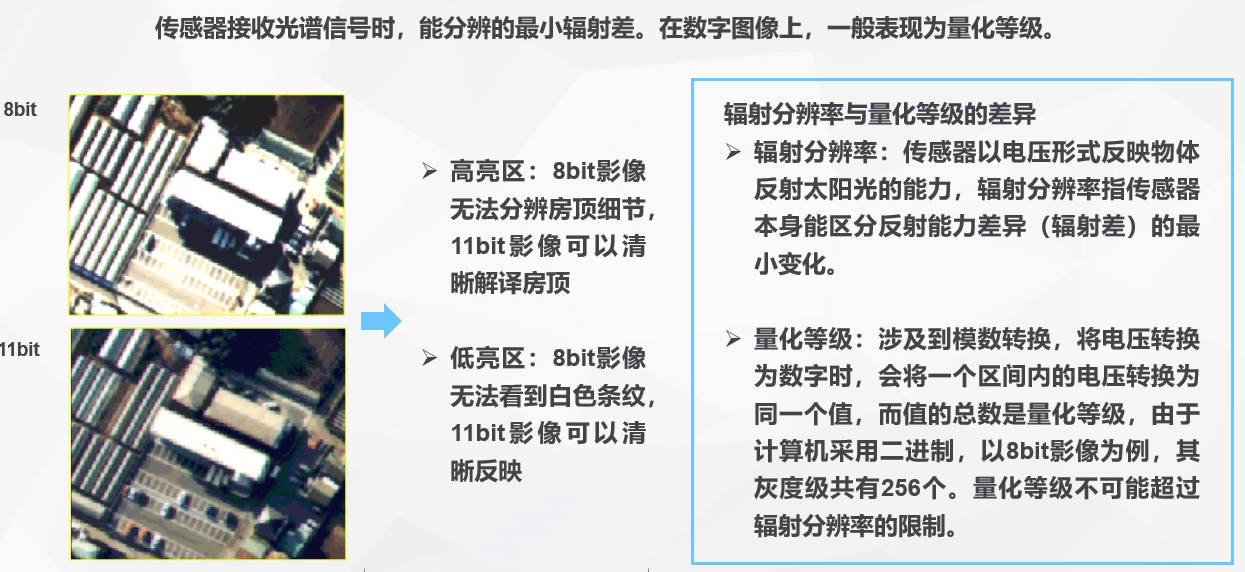 传感器接收光谱信号时，能分辨的最小辐射差。在数字图像上，一般表现为量化等级。
8bit
11bit
➢ 高亮区：8bit影像
无法分辨房顶细节，
11bit影像可以清
晰解译房顶
➢ 低亮区：8bit影像
无法看到白色条纹，
11bit影像可以清
晰反映
辐射分辨率与量化等级的差异
➢ 辐射分辨率：传感器以电压形式反映物体
反射太阳光的能力，辐射分辨率指传感器
本身能区分反射能力差异（辐射差）的最
小变化。
➢ 量化等级：涉及到模数转换，将电压转换
为数字时，会将一个区间内的电压转换为
同一个值，而值的总数是量化等级，由于
计算机采用二进制，以8bit影像为例，其
灰度级共有256个。量化等级不可能超过
辐射分辨率的限制。